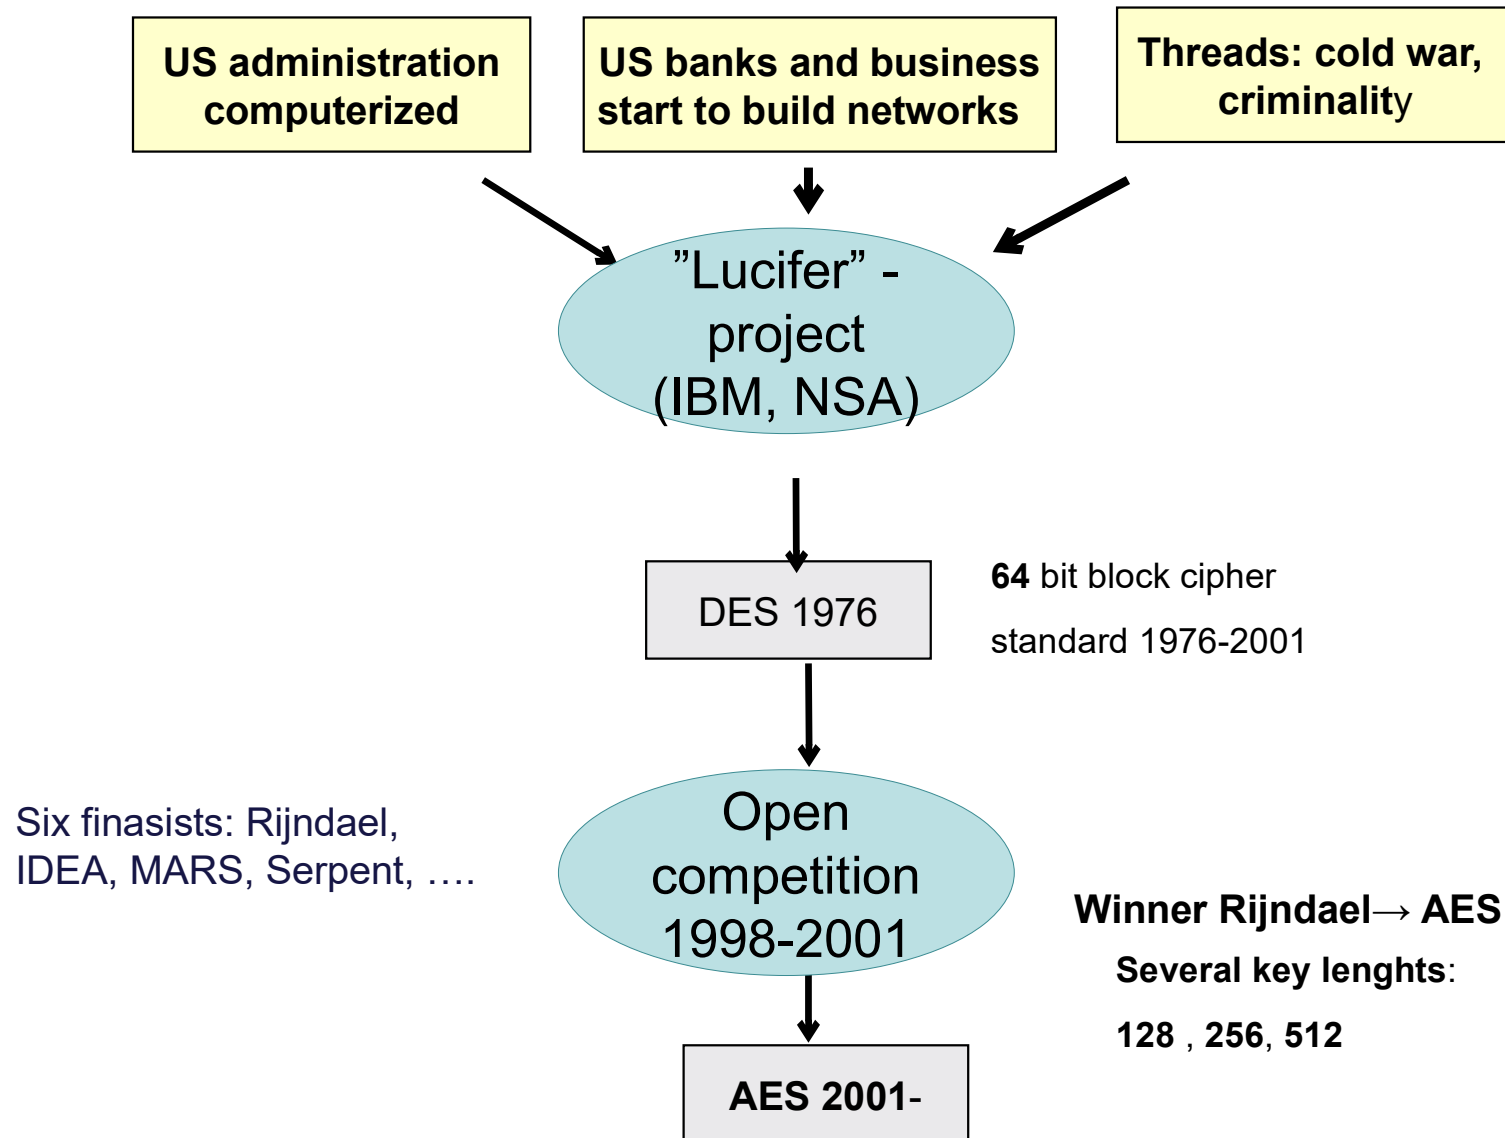 US administration
computerized
US banks and business
start to build networks
Threads: cold war,
criminality
”Lucifer” -
project
(IBM, NSA)
DES 1976
64 bit block cipher
standard 1976-2001
Six finasists: Rijndael,
IDEA, MARS, Serpent, ….
Open
competition
1998-2001
Winner Rijndael→ AES
Several key lenghts:
128 , 256, 512
AES 2001-